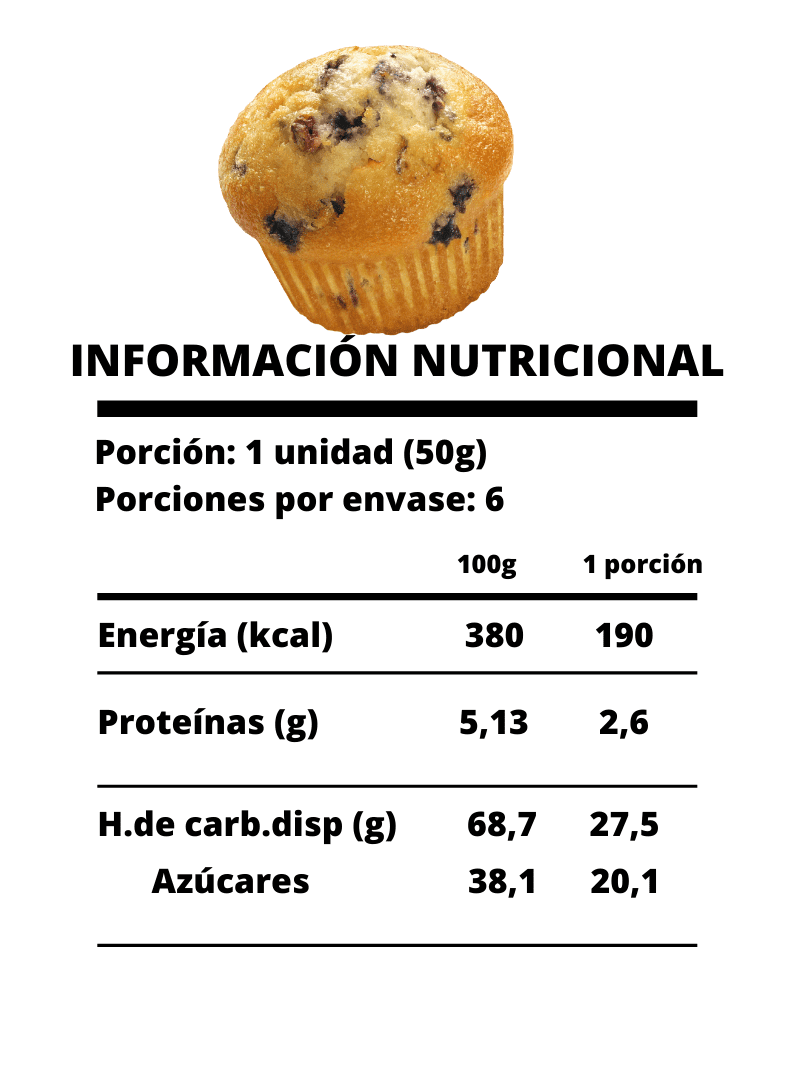 INFORMACIÓN NUTRICIONAL
Porción: 1 unidad (50g)
Porciones por envase: 6
100g 1 porción
Energía (kcal) 380 190
Proteínas (g) 5,13 2,6
H.de carb.disp (g) 68,7 27,5
Azúcares 38,1 20,1